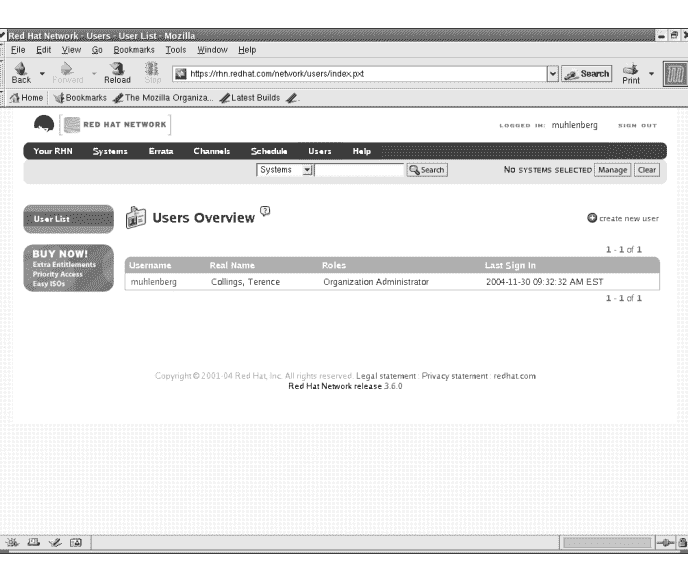 Red Hat Network - Users - User List - Mozilla
File Edit View Go Bookmarks Tools Window Help
Back Forward Reload Stop https://rhn.redhat.com/network/users/index.pxt Search Print
Home Bookmarks The Mozilla Organiza... Latest Builds
RED HAT NETWORK LOGGED IN: muhlenberg SIGN OUT
Your RHN Systems Errata Channels Schedule Users Help
Systems Search NO SYSTEMS SELECTED Manage Clear
User List
Users Overview ?
create new user
BUY NOW!
Extra Entitlements
Priority Access
Easy ISOs
1 - 1 of 1
Username Real Name Roles Last Sign In
muhlenberg Collings, Terence Organization Administrator 2004-11-30 09:32:32 AM EST
1 - 1 of 1
Copyright © 2001-04 Red Hat, Inc. All rights reserved. Legal statement : Privacy statement : redhat.com
Red Hat Network release 3.6.0